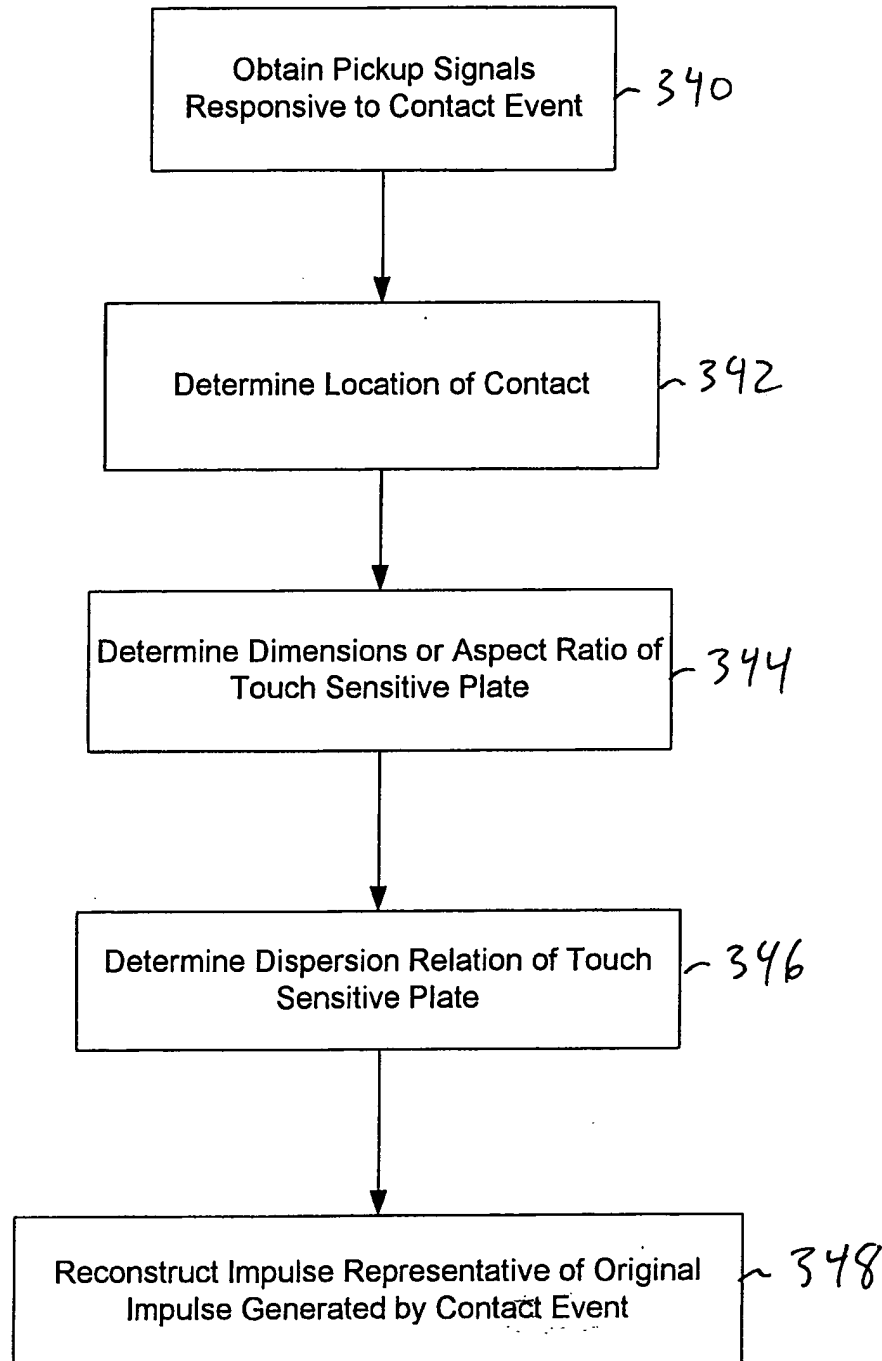 Obtain Pickup Signals
Responsive to Contact Event
340
Determine Location of Contact
342
Determine Dimensions or Aspect Ratio of
Touch Sensitive Plate
344
Determine Dispersion Relation of Touch
Sensitive Plate
346
Reconstruct Impulse Representative of Original
Impulse Generated by Contact Event
348